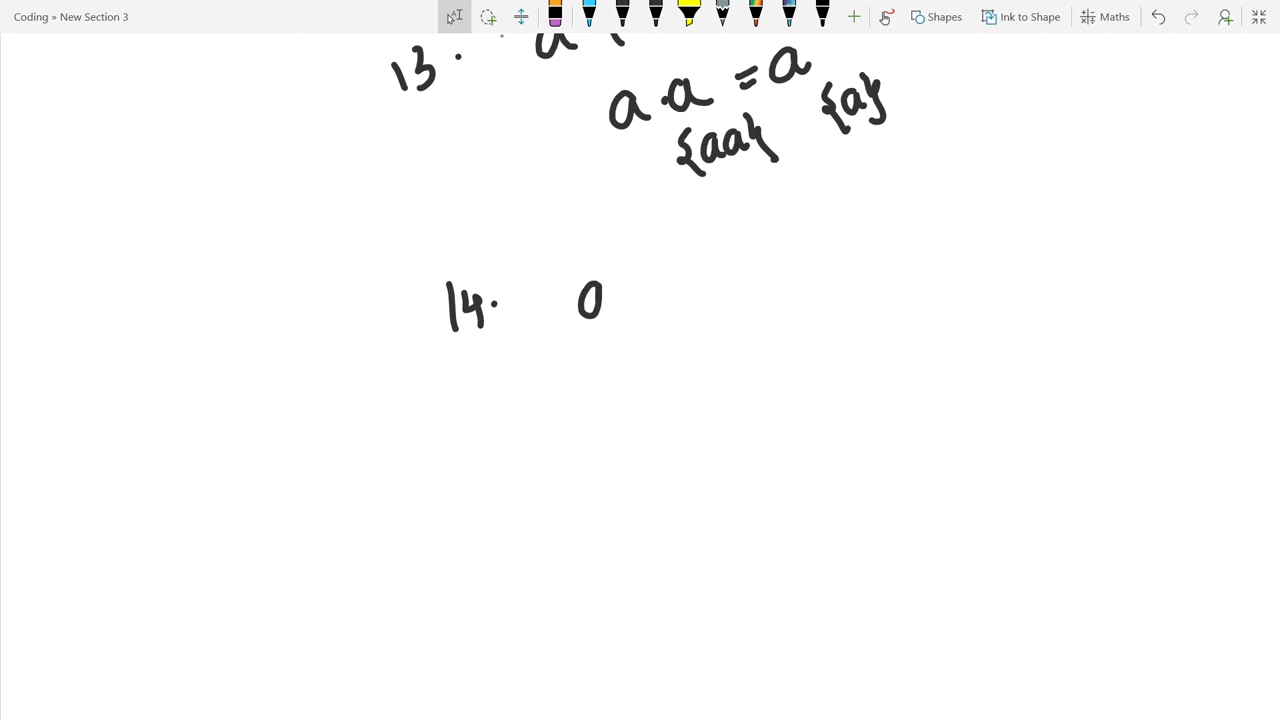 Coding » New Section 3
Shapes
Ink to Shape
Maths
13.
a · a = a
{aa} {a}
14. 0